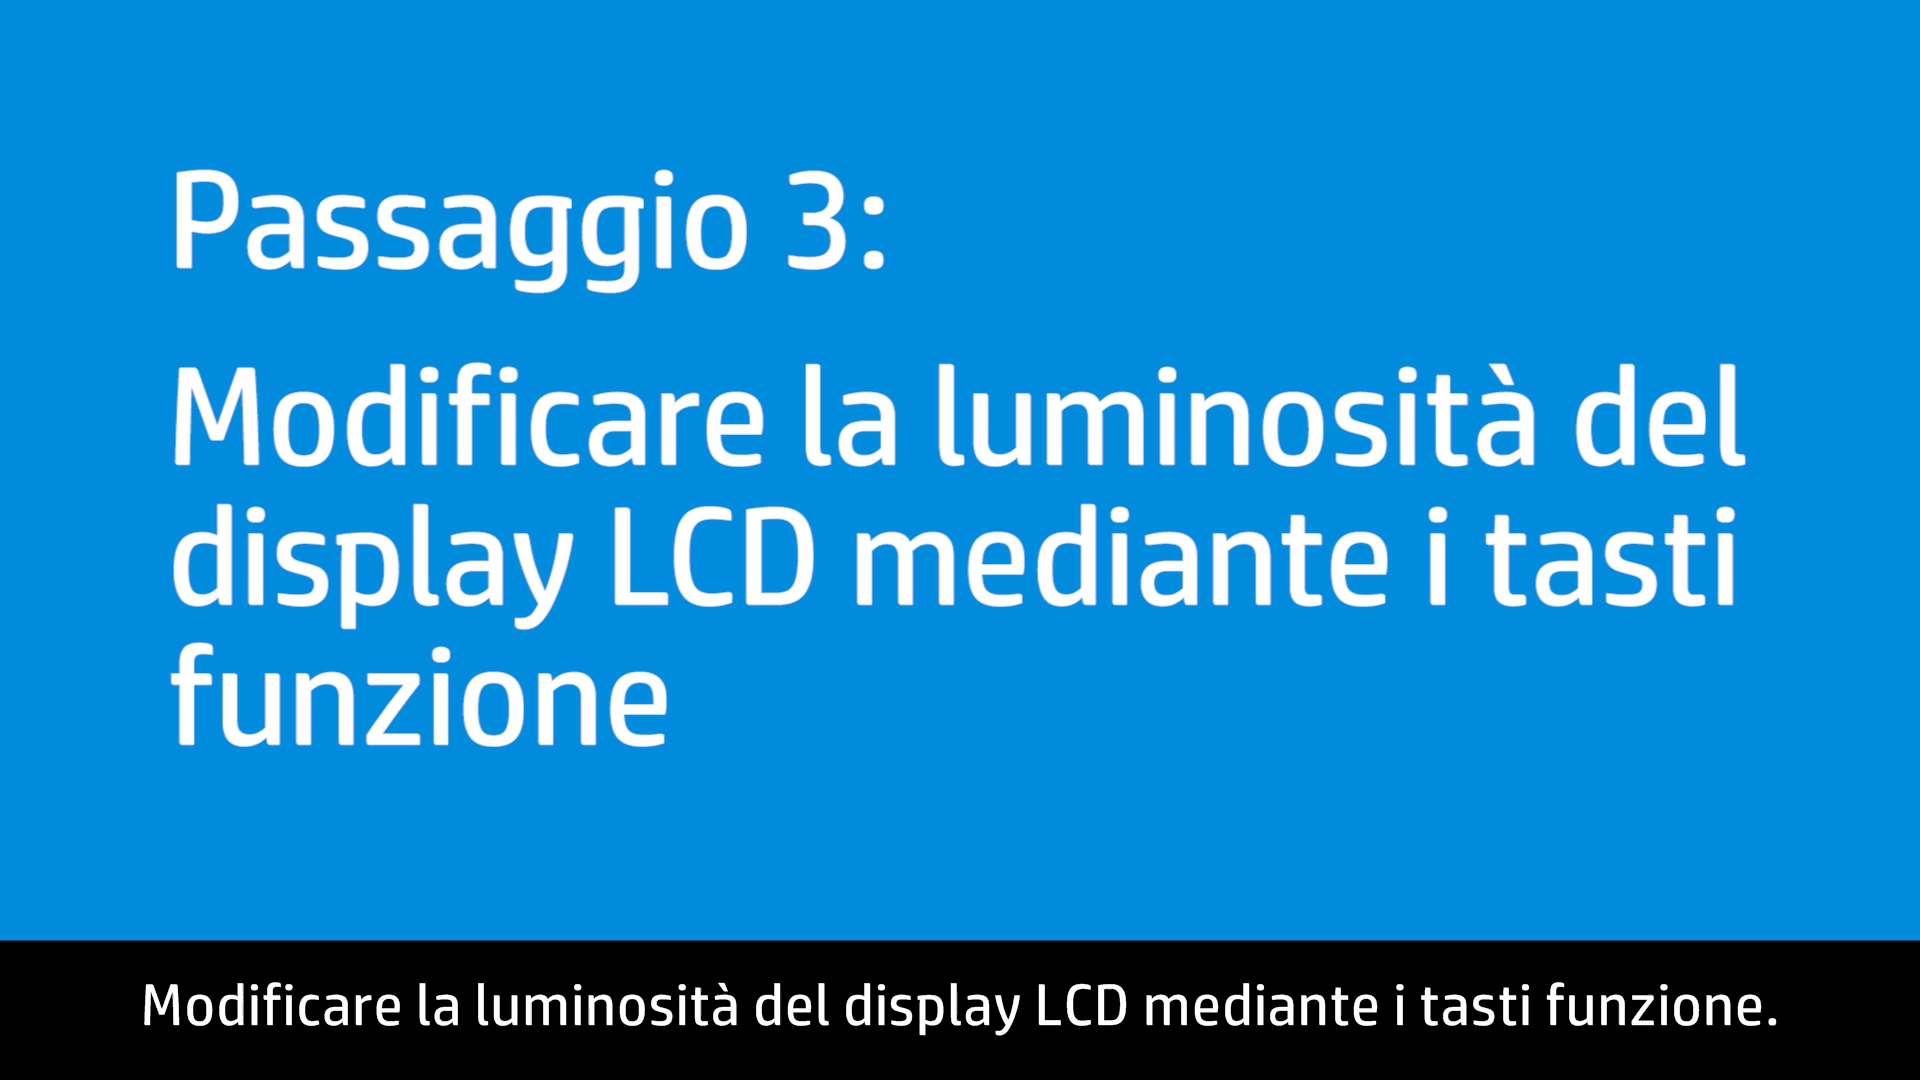 Passaggio 3:
Modificare la luminosità del
display LCD mediante i tasti
funzione
Modificare la luminosità del display LCD mediante i tasti funzione.